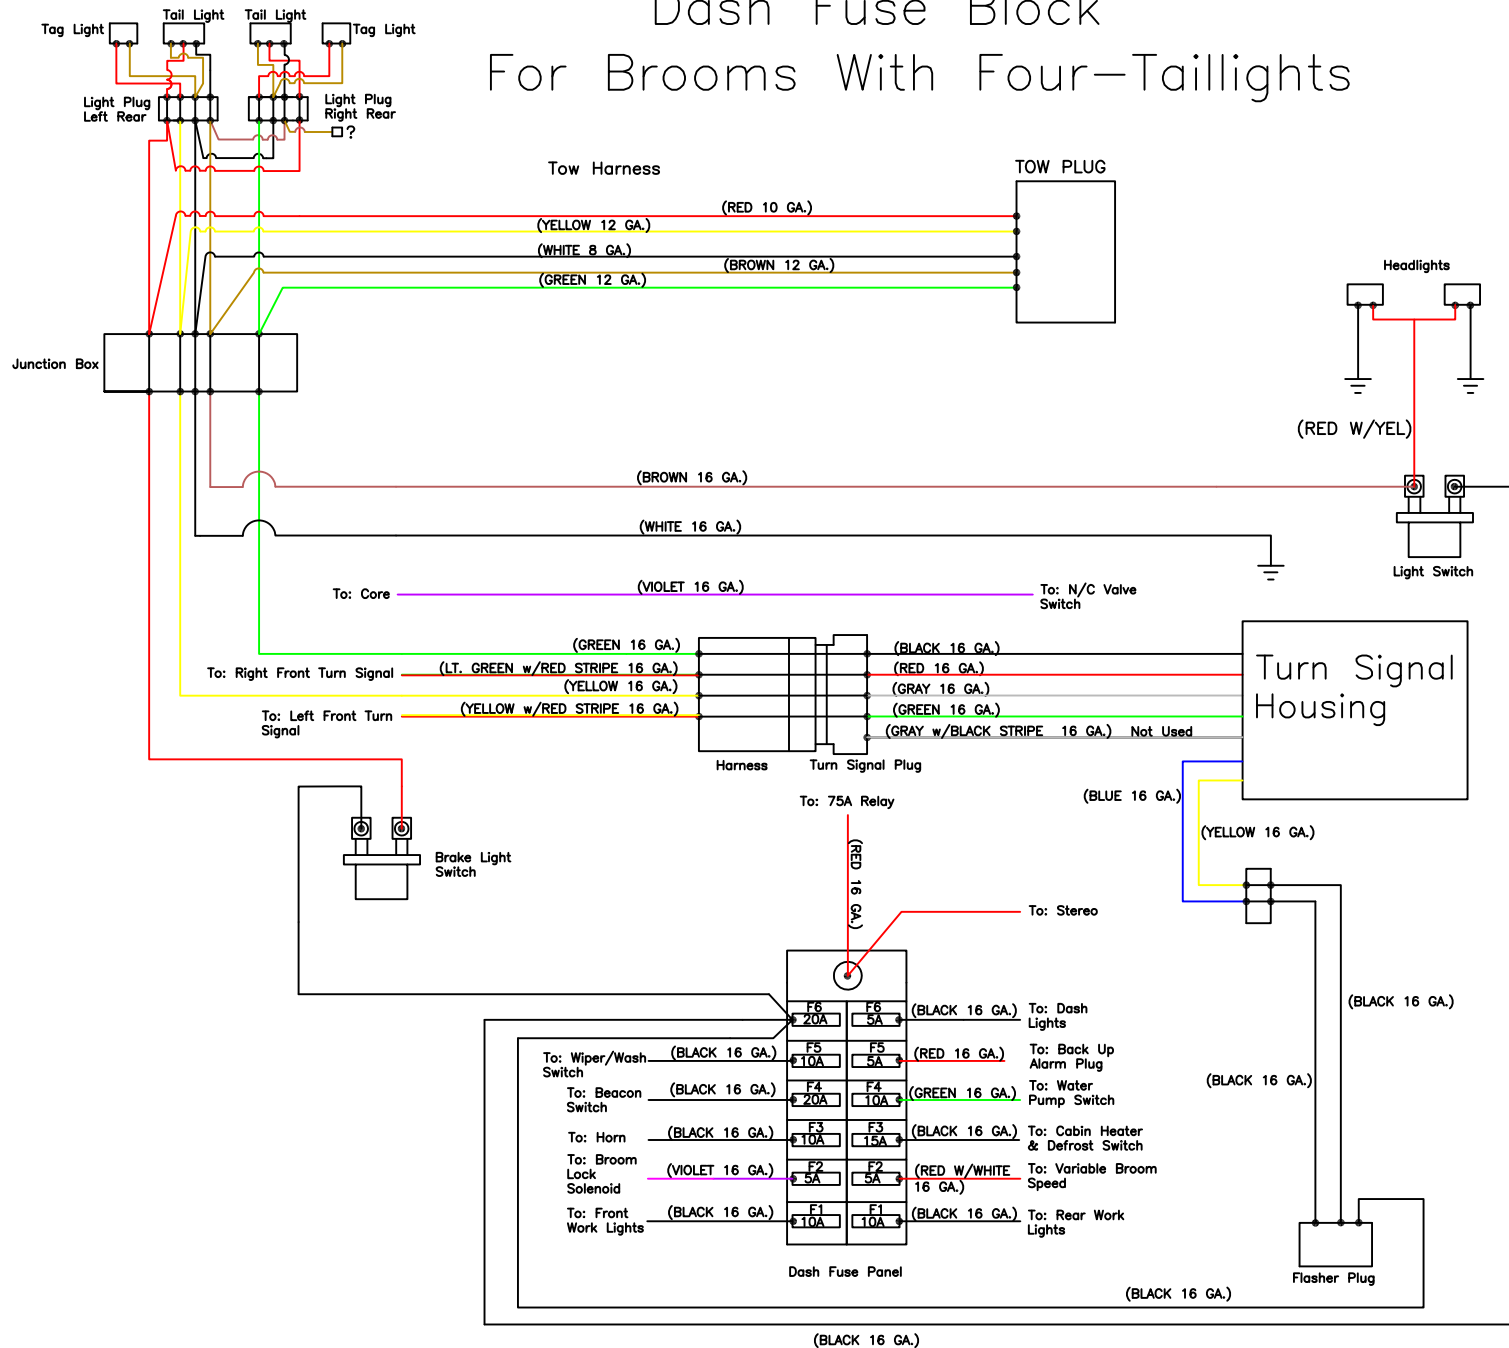 Dash Fuse Block
For Brooms With Four-Taillights
Tag Light
Tail Light
Tail Light
Tag Light
Light Plug
Left Rear
Light Plug
Right Rear
?
Tow Harness
TOW PLUG
(RED 10 GA.)
(YELLOW 12 GA.)
(WHITE 8 GA.)
(BROWN 12 GA.)
(GREEN 12 GA.)
Headlights
Junction Box
(RED W/YEL)
(BROWN 16 GA.)
(WHITE 16 GA.)
Light Switch
To: Core
(VIOLET 16 GA.)
To: N/C Valve
Switch
(GREEN 16 GA.)
(BLACK 16 GA.)
To: Right Front Turn Signal
(LT. GREEN w/RED STRIPE 16 GA.)
(RED 16 GA.)
(YELLOW 16 GA.)
(GRAY 16 GA.)
To: Left Front Turn
Signal
(YELLOW w/RED STRIPE 16 GA.)
(GREEN 16 GA.)
(GRAY w/BLACK STRIPE 16 GA.) Not Used
Turn Signal
Housing
Harness
Turn Signal Plug
To: 75A Relay
(BLUE 16 GA.)
(YELLOW 16 GA.)
(RED 16 GA.)
Brake Light
Switch
To: Stereo
F6
20A
F6
5A
(BLACK 16 GA.)
To: Dash
Lights
(BLACK 16 GA.)
To: Wiper/Wash
Switch
(BLACK 16 GA.)
F5
10A
F5
5A
(RED 16 GA.)
To: Back Up
Alarm Plug
To: Beacon
Switch
(BLACK 16 GA.)
F4
20A
F4
10A
(GREEN 16 GA.)
To: Water
Pump Switch
(BLACK 16 GA.)
To: Horn
(BLACK 16 GA.)
F3
10A
F3
15A
(BLACK 16 GA.)
To: Cabin Heater
& Defrost Switch
To: Broom
Lock
Solenoid
(VIOLET 16 GA.)
F2
5A
F2
5A
(RED W/WHITE
16 GA.)
To: Variable Broom
Speed
To: Front
Work Lights
(BLACK 16 GA.)
F1
10A
F1
10A
(BLACK 16 GA.)
To: Rear Work
Lights
Dash Fuse Panel
Flasher Plug
(BLACK 16 GA.)
(BLACK 16 GA.)